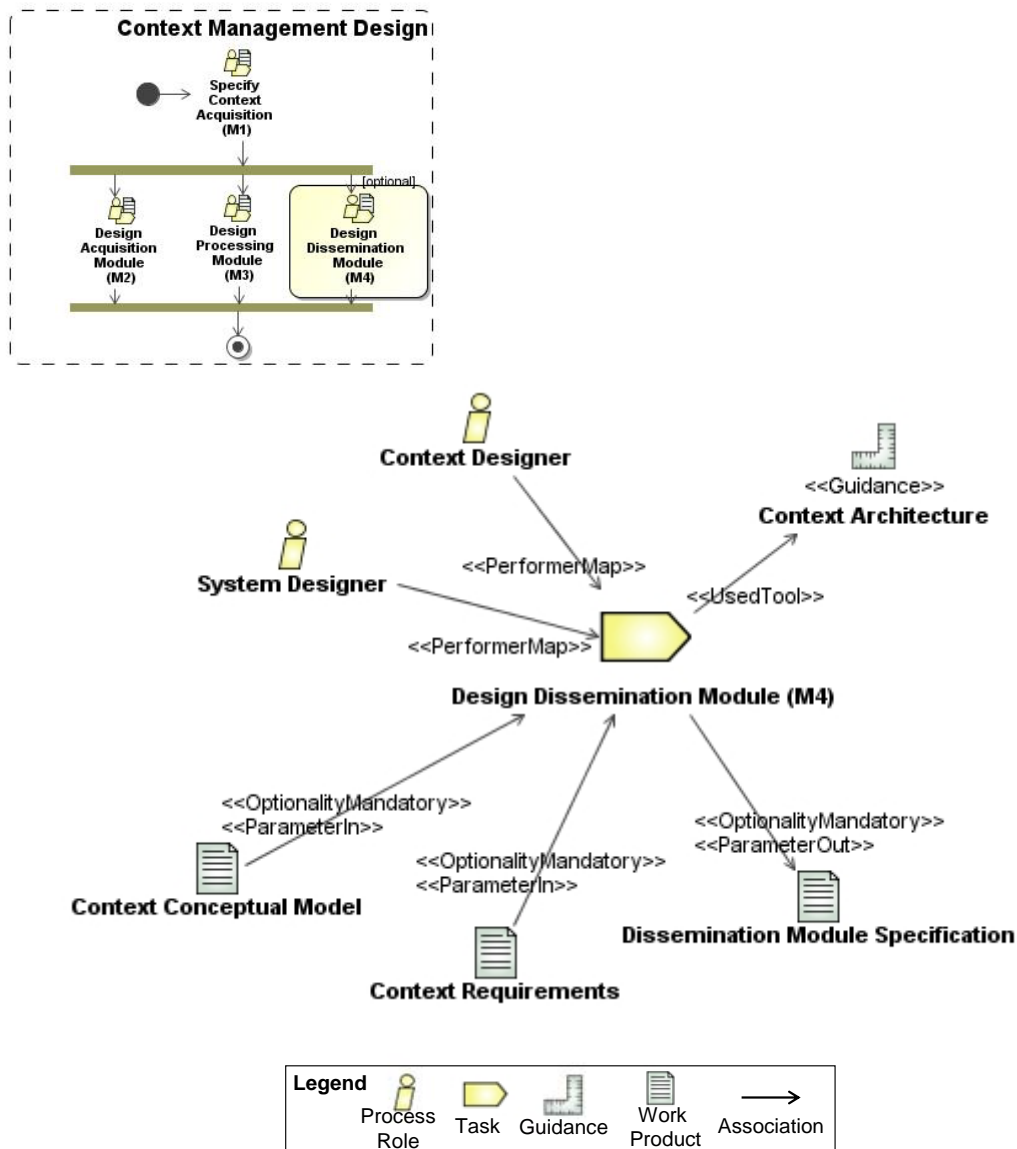 Context Management Design
Specify
Context
Acquisition
(M1)
[optional]
Design
Acquisition
Module
(M2)
Design
Processing
Module
(M3)
Design
Dissemination
Module
(M4)
Context Designer
<<Guidance>>
Context Architecture
System Designer
<<PerformerMap>>
<<UsedTool>>
<<PerformerMap>>
Design Dissemination Module (M4)
<<OptionalityMandatory>>
<<ParameterIn>>
<<OptionalityMandatory>>
<<ParameterOut>>
<<OptionalityMandatory>>
<<ParameterIn>>
Context Conceptual Model
Dissemination Module Specification
Context Requirements
Legend
Process
Role
Task
Guidance
Work
Product
Association